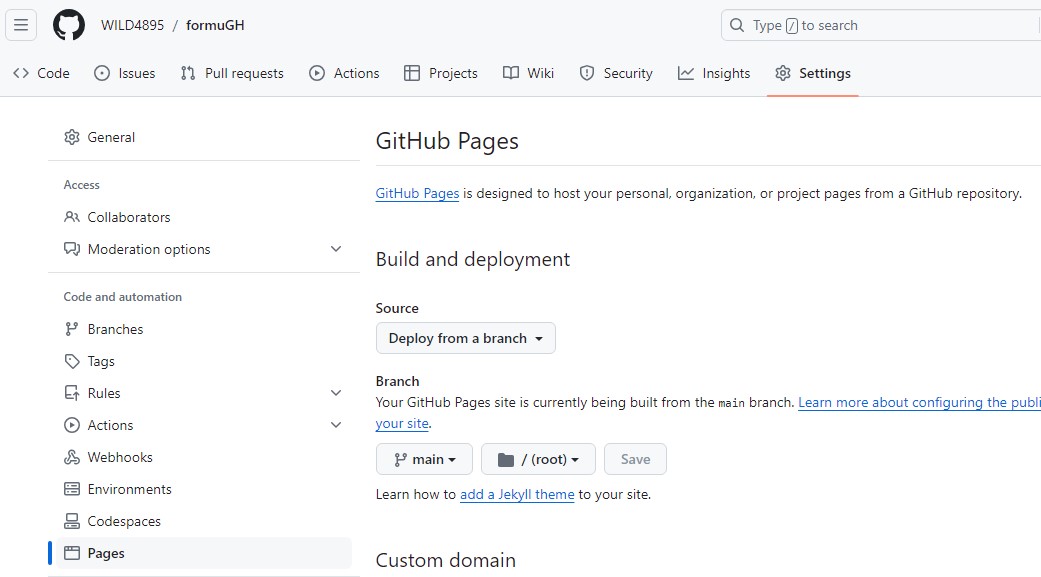 WILD4895 / formuGH
Type / to search
Code Issues Pull requests Actions Projects Wiki Security Insights Settings
General
Access
Collaborators
Moderation options
Code and automation
Branches
Tags
Rules
Actions
Webhooks
Environments
Codespaces
Pages
GitHub Pages
GitHub Pages is designed to host your personal, organization, or project pages from a GitHub repository.
Build and deployment
Source
Deploy from a branch
Branch
Your GitHub Pages site is currently being built from the main branch. Learn more about configuring the publi
your site.
main / (root) Save
Learn how to add a Jekyll theme to your site.
Custom domain